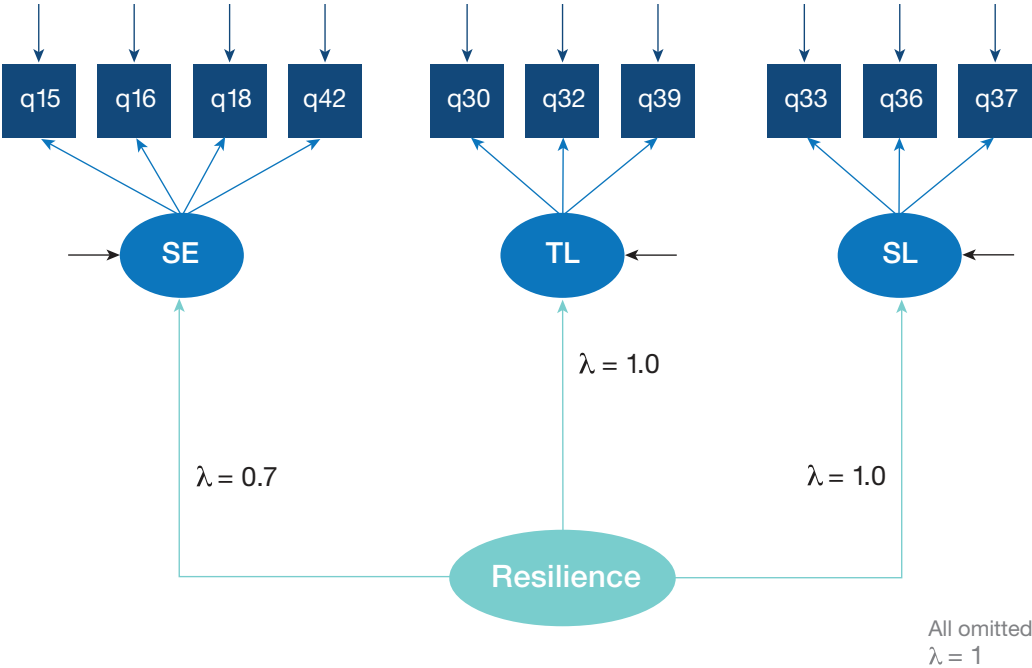 q15 q16 q18 q42 q30 q32 q39 q33 q36 q37
SE TL SL
λ = 1.0
λ = 0.7 λ = 1.0
Resilience
All omitted
λ = 1